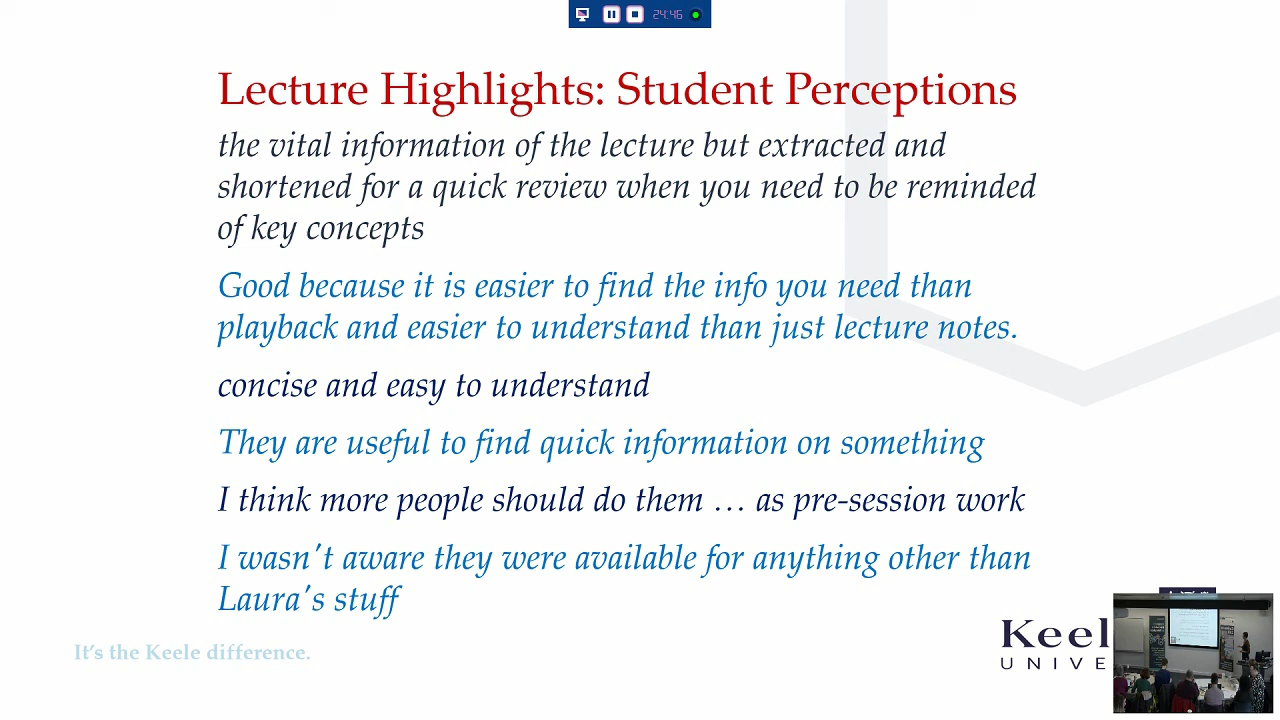 24:46
Lecture Highlights: Student Perceptions
the vital information of the lecture but extracted and
shortened for a quick review when you need to be reminded
of key concepts
Good because it is easier to find the info you need than
playback and easier to understand than just lecture notes.
concise and easy to understand
They are useful to find quick information on something
I think more people should do them … as pre-session work
I wasn't aware they were available for anything other than
Laura's stuff
It's the Keele difference.
Keel
UNIVE